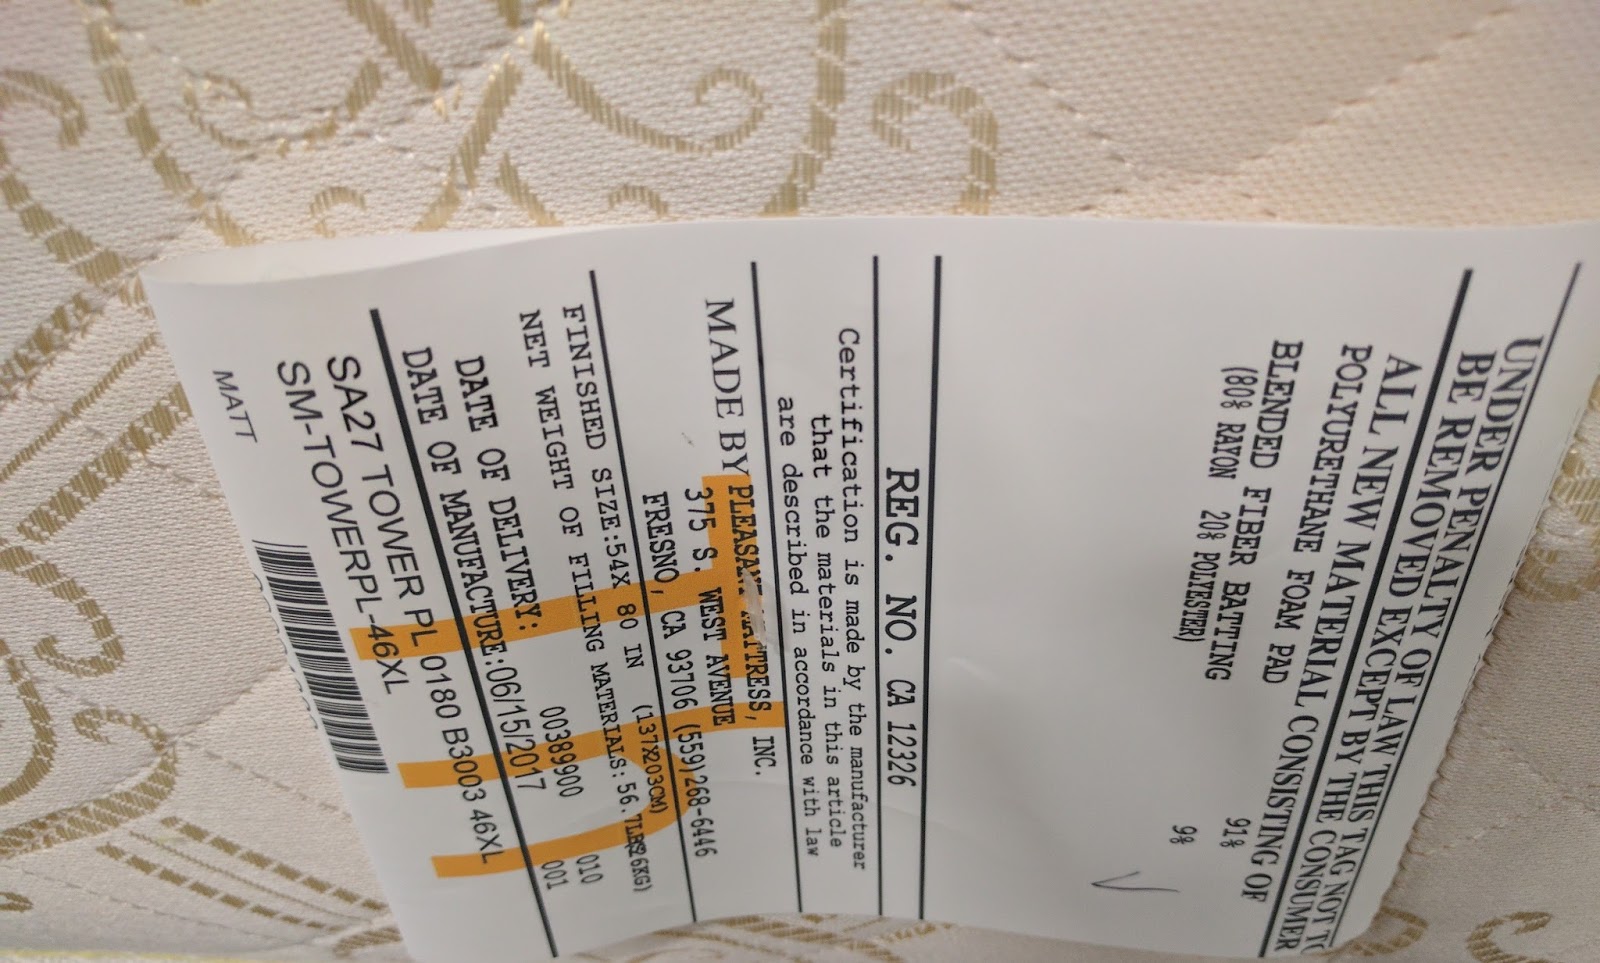 UNDER PENALTY OF LAW THIS TAG NOT TO
BE REMOVED EXCEPT BY THE CONSUMER
ALL NEW MATERIAL CONSISTING OF
POLYURETHANE FOAM PAD 91%
BLENDED FIBER BATTING 9%
(80% RAYON 20% POLYESTER)
REG. NO. CA 12326
Certification is made by the manufacturer
that the materials in this article
are described in accordance with law
MADE BY PLEASANT MATTRESS, INC.
375 S. WEST AVENUE
FRESNO, CA 93706 (559)268-6446
FINISHED SIZE:54X 80 IN (137X203CM)
NET WEIGHT OF FILLING MATERIALS: 56.7LBS
DATE OF DELIVERY: 00389900 010
DATE OF MANUFACTURE:06/15/2017 001
SA27 TOWER PL 0180 B3003 46XL
SM-TOWERPL-46XL
MATT